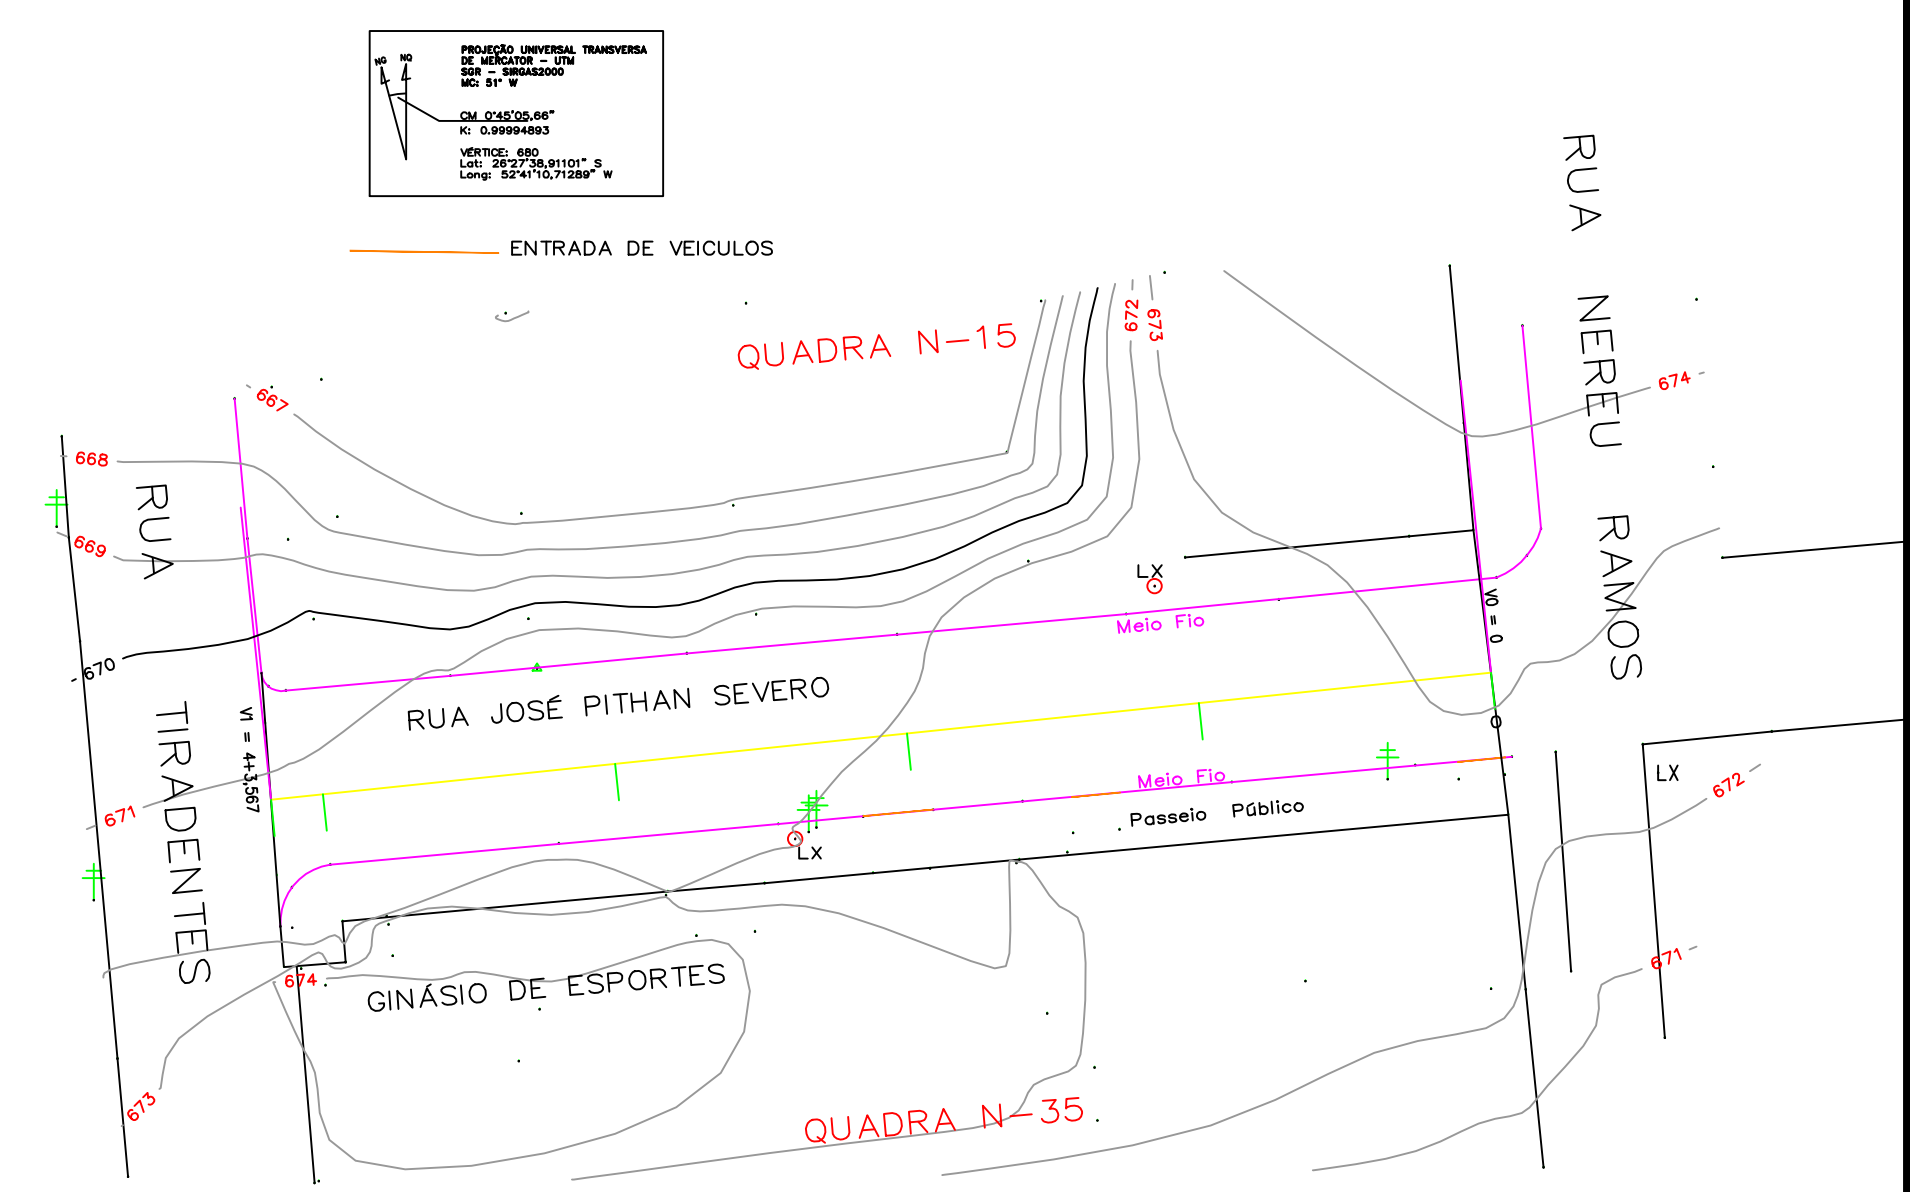 NG NQ
PROJEÇÃO UNIVERSAL TRANSVERSA
DE MERCATOR - UTM
SGR - SIRGAS2000
MC: 51° W
CM 0°45'05,66"
K: 0.99994893
VÉRTICE: 680
Lat: 26°27'38,91101" S
Long: 52°41'10,71289" W
ENTRADA DE VEICULOS
RUA NEREU RAMOS
QUADRA N-15
672
673
674
667
668
669
670
RUA TIRADENTES
LX
Meio Fio
V0 = 0
0
RUA JOSÉ PITHAN SEVERO
V1 = 4+3,567
671
Meio Fio
Passeio Público
LX
672
LX
671
674
GINÁSIO DE ESPORTES
673
QUADRA N-35